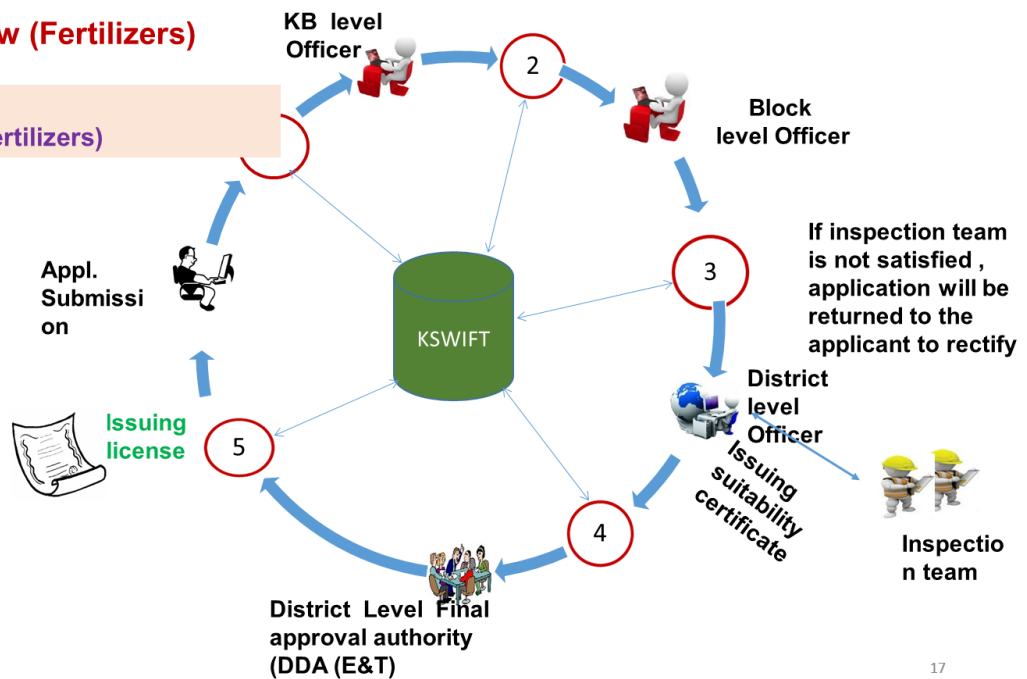 w (Fertilizers)
ertilizers)
KB level
Officer
2
Block
level Officer
3
If inspection team
is not satisfied ,
application will be
returned to the
applicant to rectify
Appl.
Submissi
on
KSWIFT
District
level
Officer
Issuing
suitability
certificate
Issuing
license
5
4
Inspectio
n team
District Level Final
approval authority
(DDA (E&T)
17